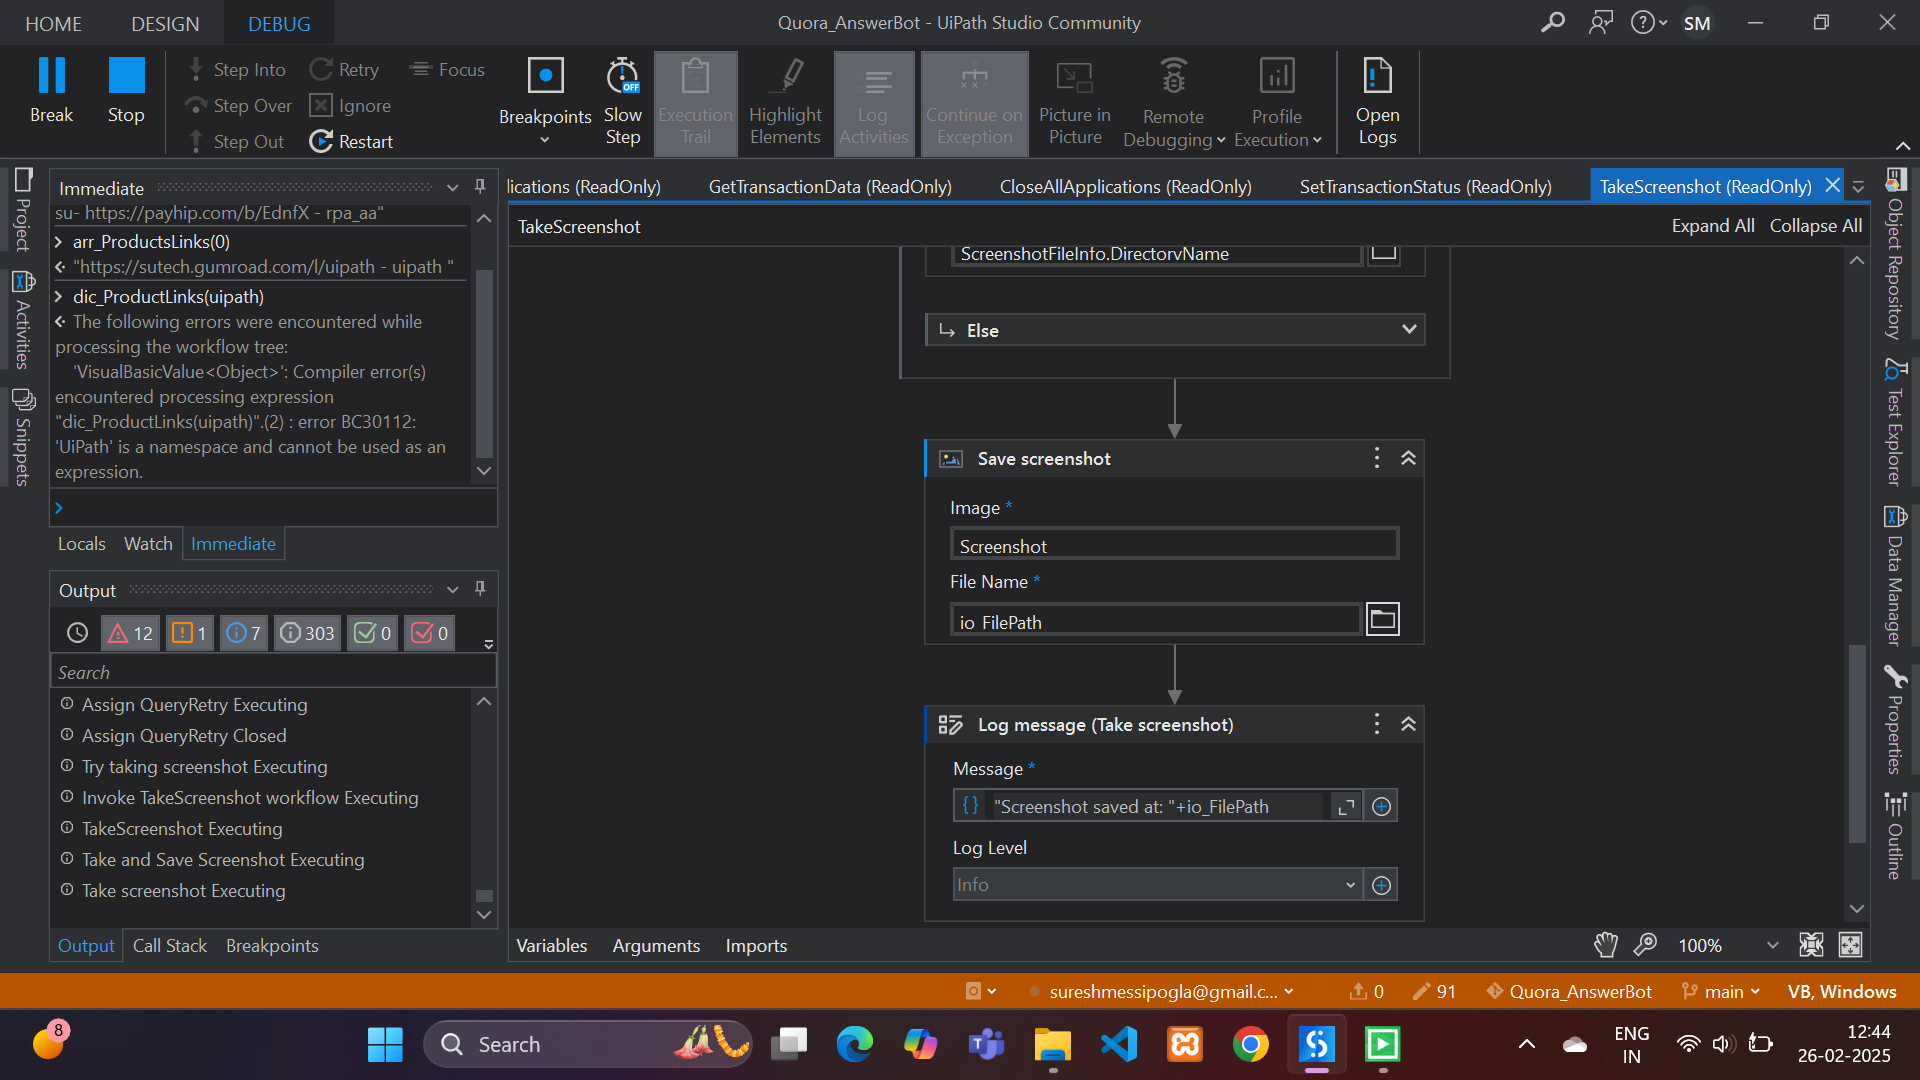 HOME
DESIGN
DEBUG
Quora_AnswerBot - UiPath Studio Community
SM
Break
Stop
Step Into
Step Over
Step Out
Retry
Ignore
Restart
Focus
Breakpoints
OFF
Slow
Step
Execution
Trail
Highlight
Elements
Log
Activities
Continue on
Exception
Picture in
Picture
Remote
Debugging
Profile
Execution
Open
Logs
Project
Activities
Snippets
Immediate
su- https://payhip.com/b/EdnfX - rpa_aa"
arr_ProductsLinks(0)
"https://sutech.gumroad.com/l/uipath - uipath "
dic_ProductLinks(uipath)
The following errors were encountered while
processing the workflow tree:
'VisualBasicValue<Object>': Compiler error(s)
encountered processing expression
"dic_ProductLinks(uipath)".(2) : error BC30112:
'UiPath' is a namespace and cannot be used as an
expression.
Locals
Watch
Immediate
Output
12
1
7
303
0
0
Search
Assign QueryRetry Executing
Assign QueryRetry Closed
Try taking screenshot Executing
Invoke TakeScreenshot workflow Executing
TakeScreenshot Executing
Take and Save Screenshot Executing
Take screenshot Executing
Output
Call Stack
Breakpoints
lications (ReadOnly)
GetTransactionData (ReadOnly)
CloseAllApplications (ReadOnly)
SetTransactionStatus (ReadOnly)
TakeScreenshot (ReadOnly)
TakeScreenshot
Expand All
Collapse All
ScreenshotFileInfo.DirectoryName
Else
Save screenshot
Image *
Screenshot
File Name *
io_FilePath
Log message (Take screenshot)
Message *
"Screenshot saved at: "+io_FilePath
Log Level
Info
Variables
Arguments
Imports
100%
Object Repository
Test Explorer
Data Manager
Properties
Outline
sureshmessipogla@gmail.c...
0
91
Quora_AnswerBot
main
VB, Windows
8
Search
ENG
IN
12:44
26-02-2025